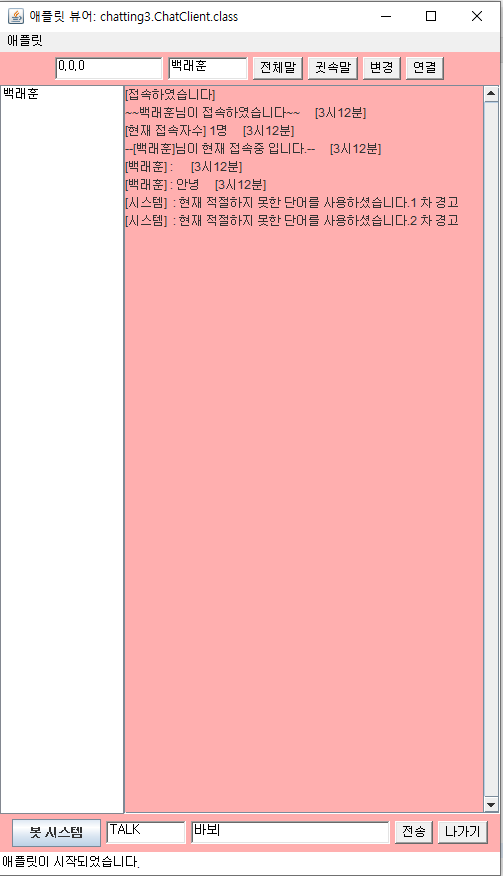 애플릿 뷰어: chatting3.ChatClient.class
애플릿
0,0,0 백래훈 전체말 귓속말 변경 연결
백래훈
[접속하였습니다]
~~백래훈님이 접속하였습니다~~ [3시12분]
[현재 접속자수] 1명 [3시12분]
--[백래훈]님이 현재 접속중 입니다.-- [3시12분]
[백래훈] : [3시12분]
[백래훈] : 안녕 [3시12분]
[시스템] : 현재 적절하지 못한 단어를 사용하셨습니다.1 차 경고
[시스템] : 현재 적절하지 못한 단어를 사용하셨습니다.2 차 경고
봇 시스템 TALK 바보 전송 나가기
애플릿이 시작되었습니다.